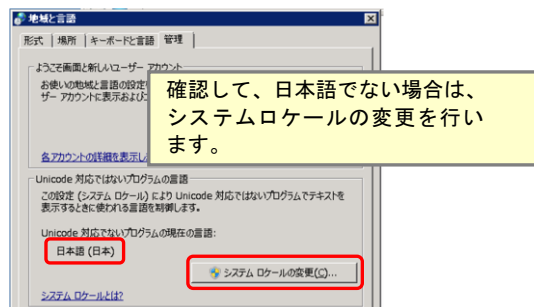 地域と言語
形式 場所 キーボードと言語 管理
ようこそ画面と新しいユーザー アカウント
お使いの地域と言語の設定
ザー アカウントに表示および
確認して、日本語でない場合は、
システムロケールの変更を行い
ます。
各アカウントの詳細を表示し
Unicode 対応ではないプログラムの言語
この設定 (システム ロケール) により Unicode 対応ではないプログラムでテキストを
表示するときに使われる言語を制御します。
Unicode 対応でないプログラムの現在の言語:
日本語 (日本)
システム ロケールの変更(C)...
システム ロケールとは?